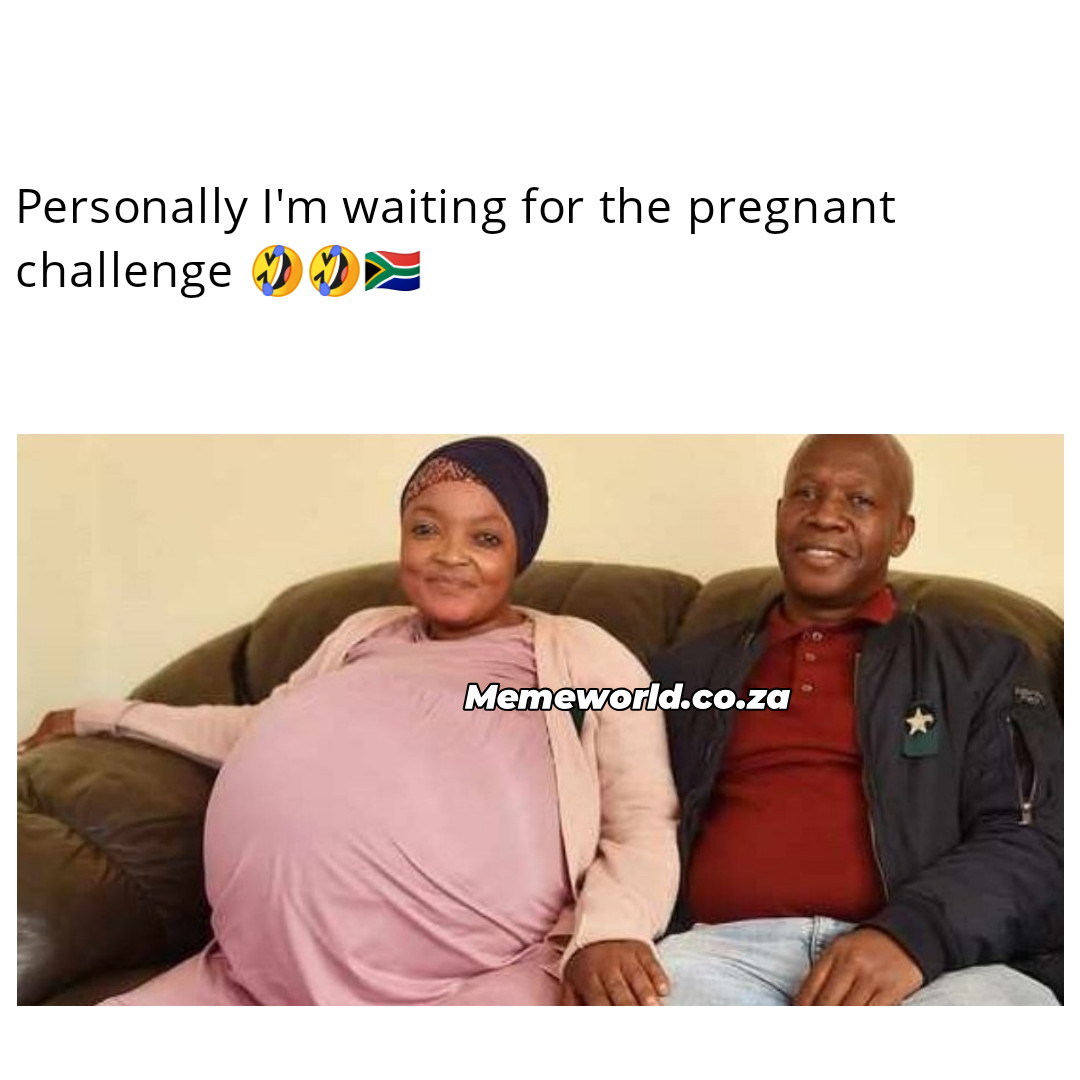 Personally I'm waiting for the pregnant
challenge 🤣🤣🇿🇦
Memeworld.co.za